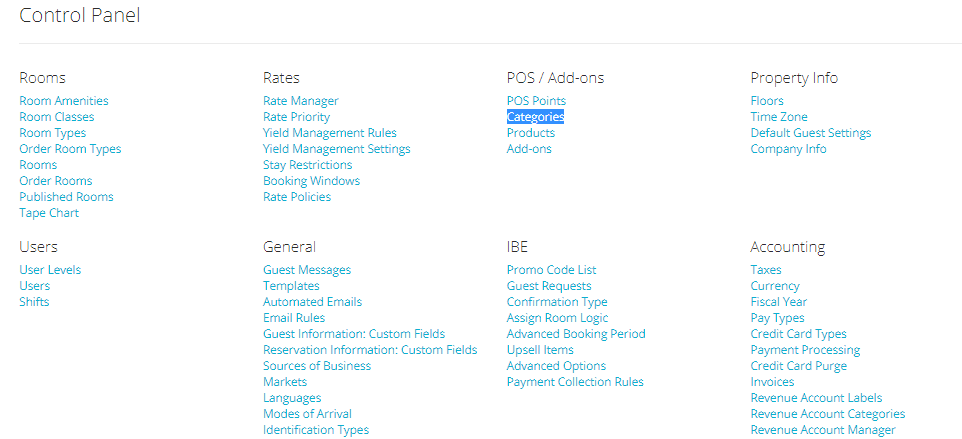 Control Panel
Rooms
Room Amenities
Room Classes
Room Types
Order Room Types
Rooms
Order Rooms
Published Rooms
Tape Chart
Rates
Rate Manager
Rate Priority
Yield Management Rules
Yield Management Settings
Stay Restrictions
Booking Windows
Rate Policies
POS / Add-ons
POS Points
Categories
Products
Add-ons
Property Info
Floors
Time Zone
Default Guest Settings
Company Info
Users
User Levels
Users
Shifts
General
Guest Messages
Templates
Automated Emails
Email Rules
Guest Information: Custom Fields
Reservation Information: Custom Fields
Sources of Business
Markets
Languages
Modes of Arrival
Identification Types
IBE
Promo Code List
Guest Requests
Confirmation Type
Assign Room Logic
Advanced Booking Period
Upsell Items
Advanced Options
Payment Collection Rules
Accounting
Taxes
Currency
Fiscal Year
Pay Types
Credit Card Types
Payment Processing
Credit Card Purge
Invoices
Revenue Account Labels
Revenue Account Categories
Revenue Account Manager